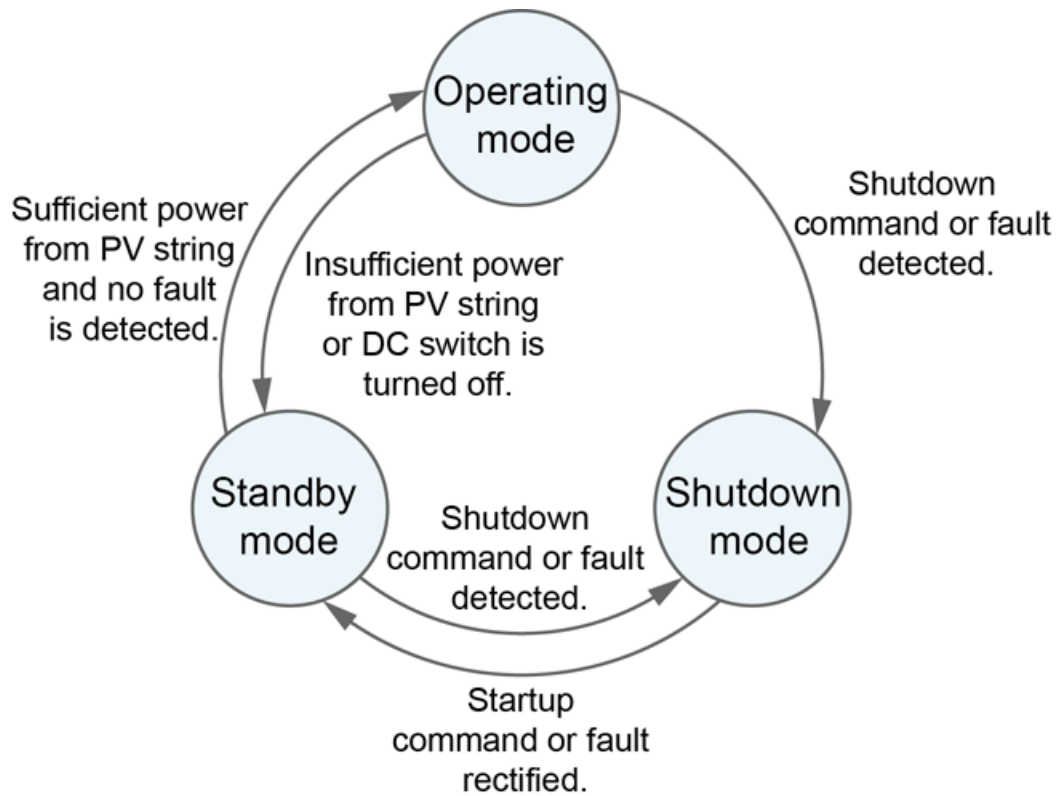 Operating
mode
Sufficient power
from PV string
and no fault
is detected.
Insufficient power
from PV string
or DC switch is
turned off.
Shutdown
command or fault
detected.
Standby
mode
Shutdown
command or fault
detected.
Shutdown
mode
Startup
command or fault
rectified.